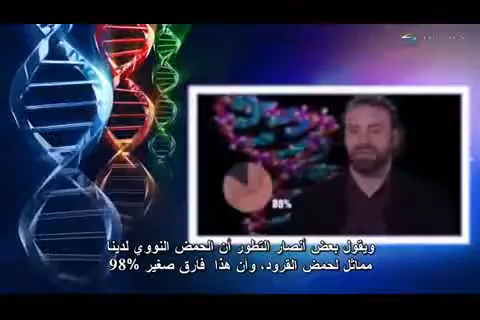 98%
ويقول بعض أنصار التطور أن الحمض النووي لدينا
مماثل لحمض القرود، وأن هذا فارق صغير 98%